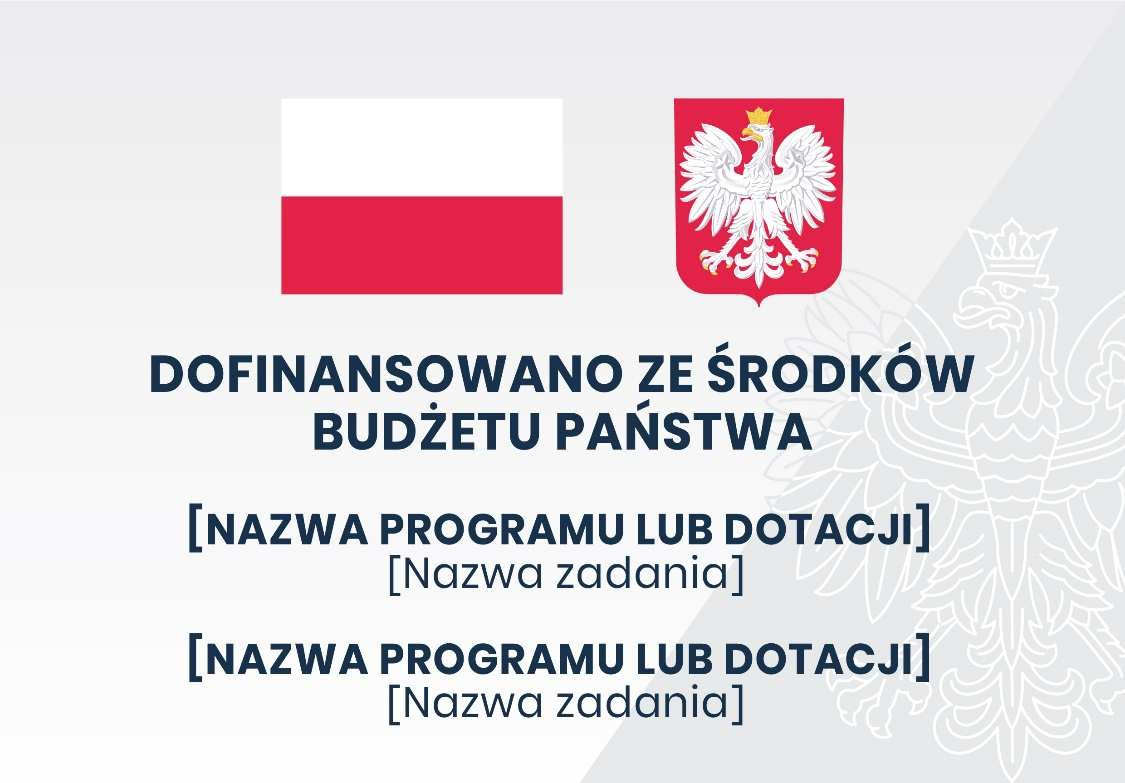 DOFINANSOWANO ZE ŚRODKÓW
BUDŻETU PAŃSTWA
[NAZWA PROGRAMU LUB DOTACJI]
[Nazwa zadania]
[NAZWA PROGRAMU LUB DOTACJI]
[Nazwa zadania]